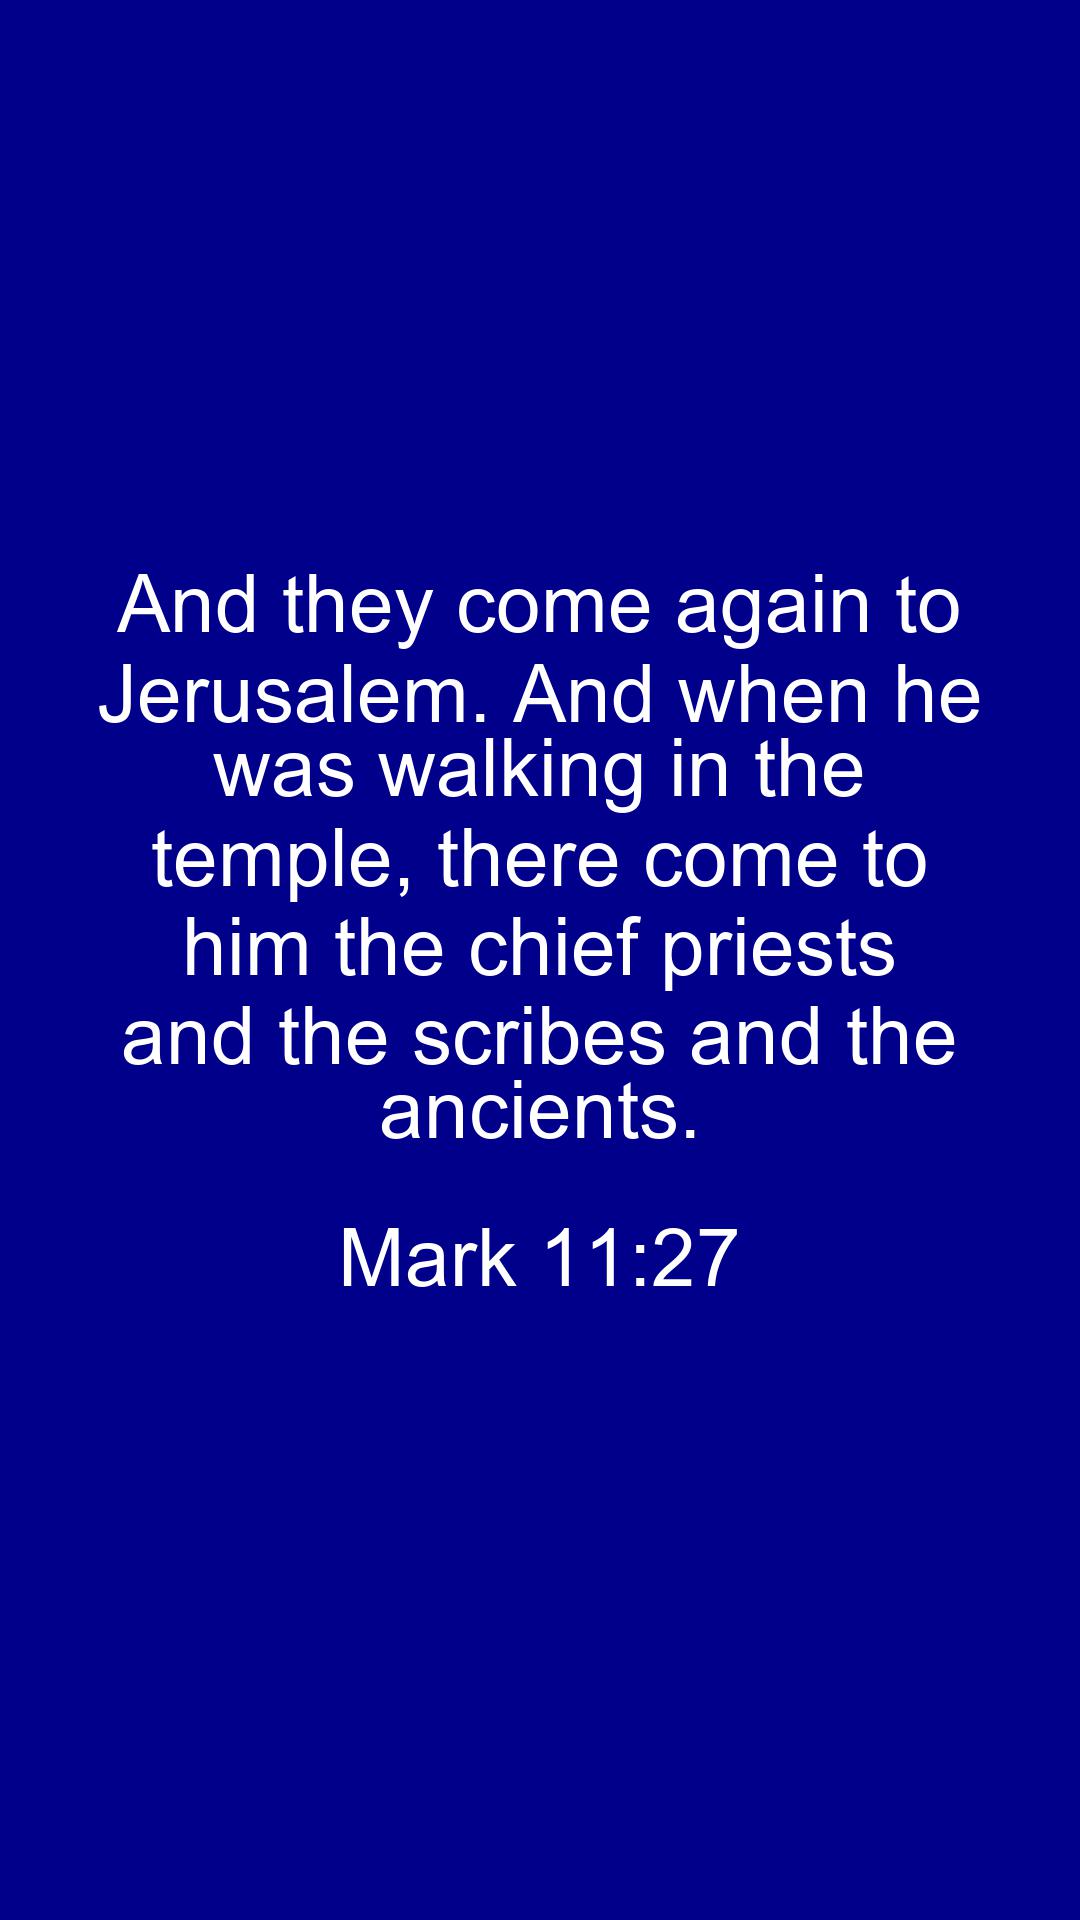 And they come again to
Jerusalem. And when he
was walking in the
temple, there come to
him the chief priests
and the scribes and the
ancients.
Mark 11:27